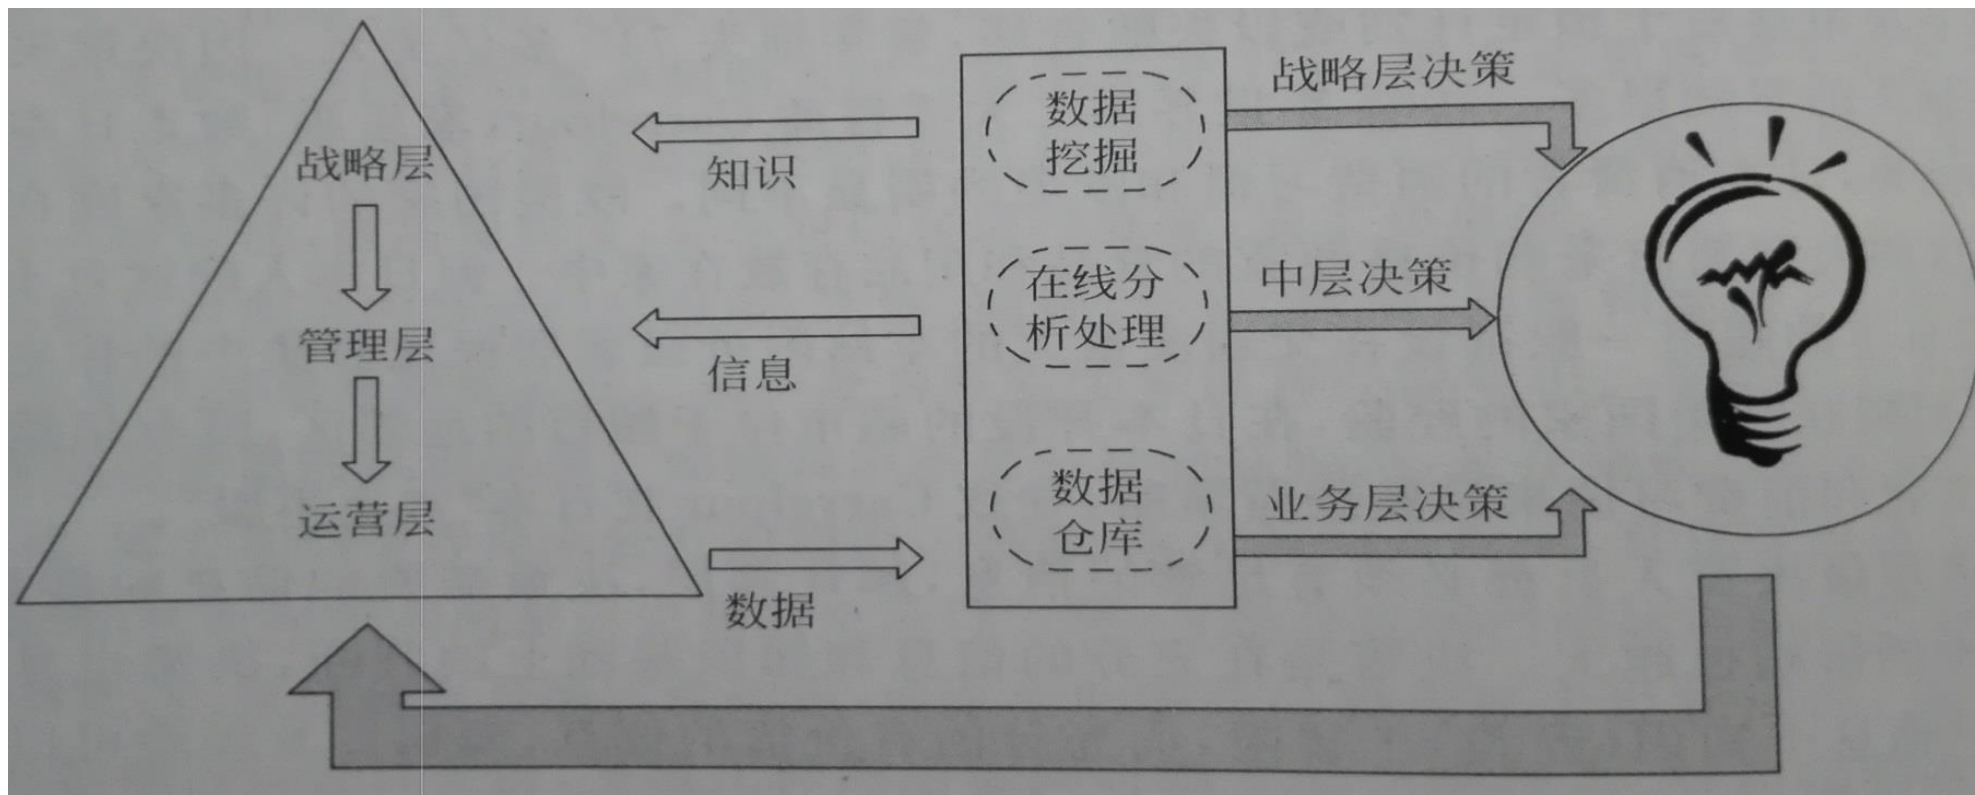 战略层
管理层
运营层
知识
信息
数据
数据
挖掘
在线分
析处理
数据
仓库
战略层决策
中层决策
业务层决策